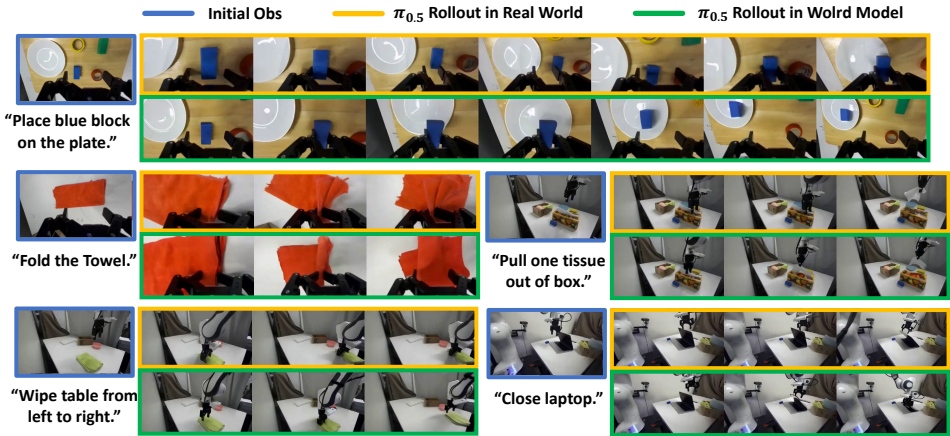 Initial Obs
π0.5 Rollout in Real World
π0.5 Rollout in Wolrd Model
“Place blue block
on the plate.”
“Fold the Towel.”
“Pull one tissue
out of box.”
“Wipe table from
left to right.”
“Close laptop.”